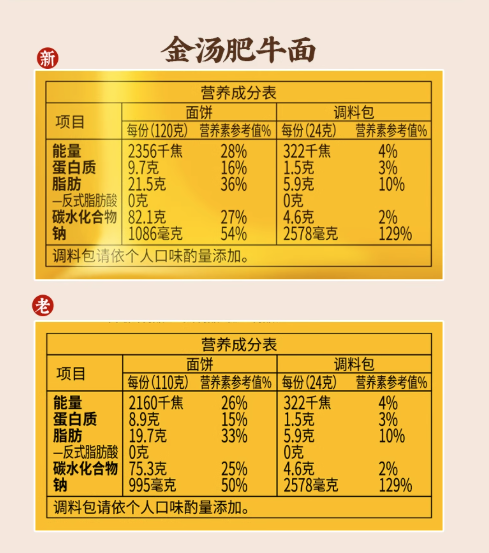 金汤肥牛面
新
营养成分表
项目 面饼 调料包
每份(120克) 营养素参考值% 每份(24克) 营养素参考值%
能量 2356千焦 28% 322千焦 4%
蛋白质 9.7克 16% 1.5克 3%
脂肪 21.5克 36% 5.9克 10%
—反式脂肪酸 0克 0克
碳水化合物 82.1克 27% 4.6克 2%
钠 1086毫克 54% 2578毫克 129%
调料包请依个人口味酌量添加。
老
营养成分表
项目 面饼 调料包
每份(110克) 营养素参考值% 每份(24克) 营养素参考值%
能量 2160千焦 26% 322千焦 4%
蛋白质 8.9克 15% 1.5克 3%
脂肪 19.7克 33% 5.9克 10%
—反式脂肪酸 0克 0克
碳水化合物 75.3克 25% 4.6克 2%
钠 995毫克 50% 2578毫克 129%
调料包请依个人口味酌量添加。